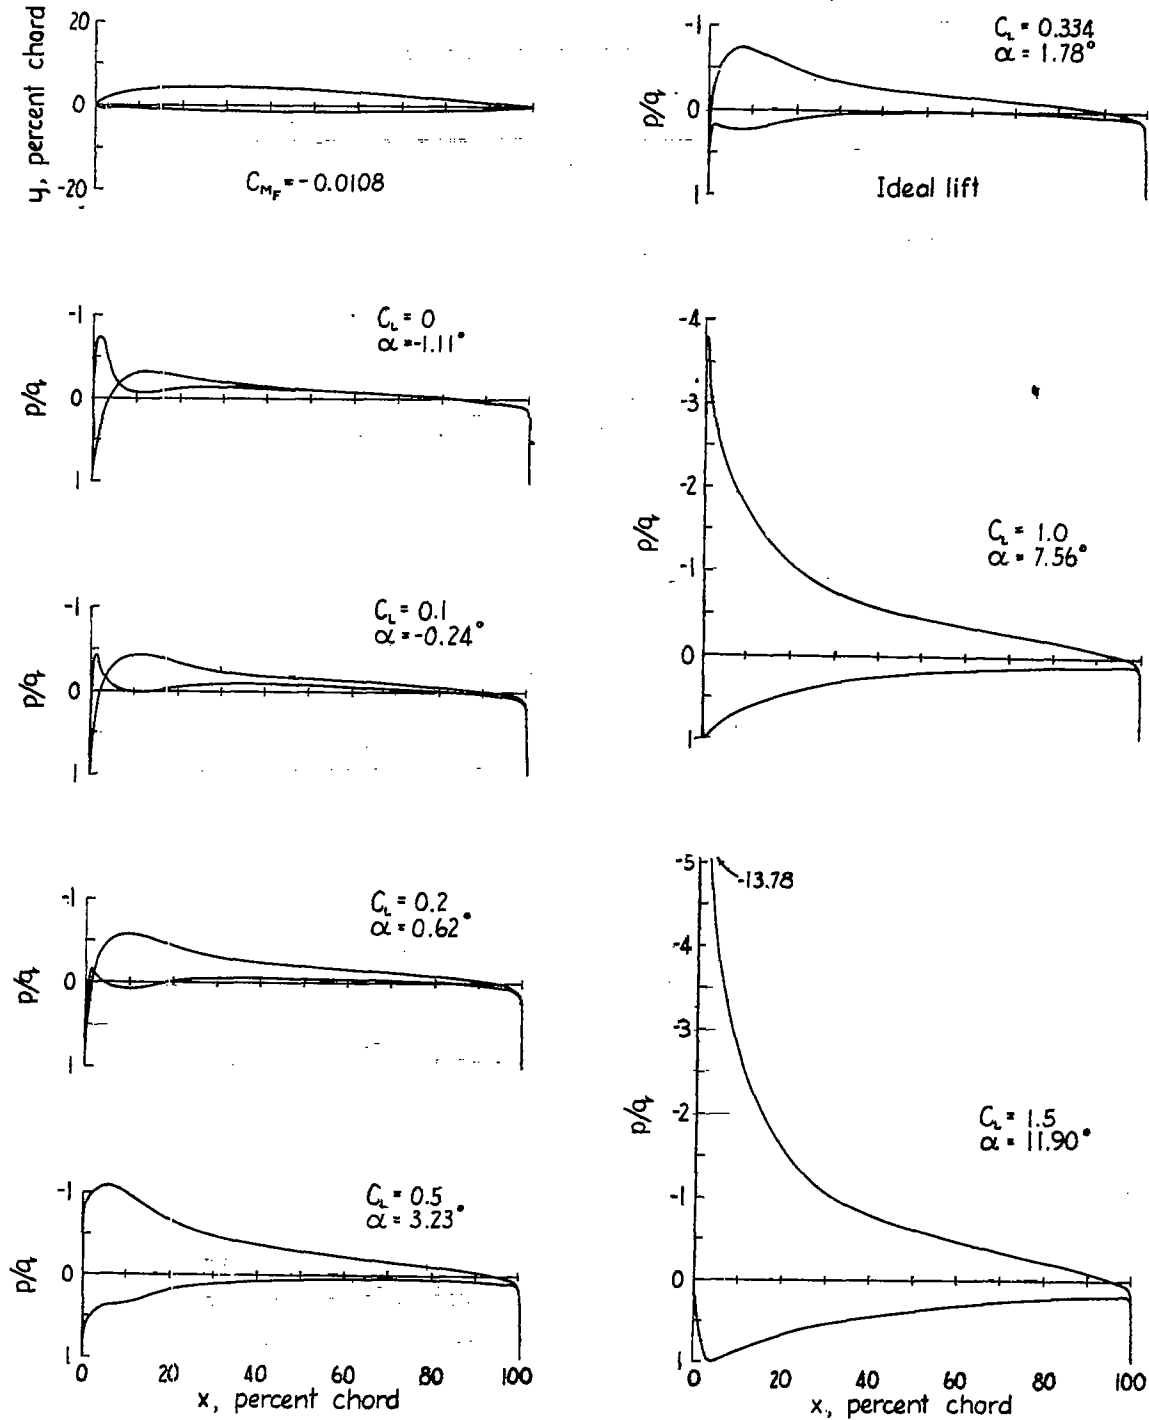 20
0
-20
y, percent chord
C_MF = -0.0108
-1
0
1
p/q
C_L = 0.334
α = 1.78°
Ideal lift
-1
0
1
p/q
C_L = 0
α = -1.11°
-4
-3
-2
-1
0
1
p/q
C_L = 1.0
α = 7.56°
-1
0
1
p/q
C_L = 0.1
α = -0.24°
-1
0
1
p/q
C_L = 0.2
α = 0.62°
-5
-4
-3
-2
-1
0
1
p/q
-13.78
C_L = 1.5
α = 11.90°
-1
0
1
p/q
C_L = 0.5
α = 3.23°
0 20 40 60 80 100
x, percent chord
0 20 40 60 80 100
x, percent chord